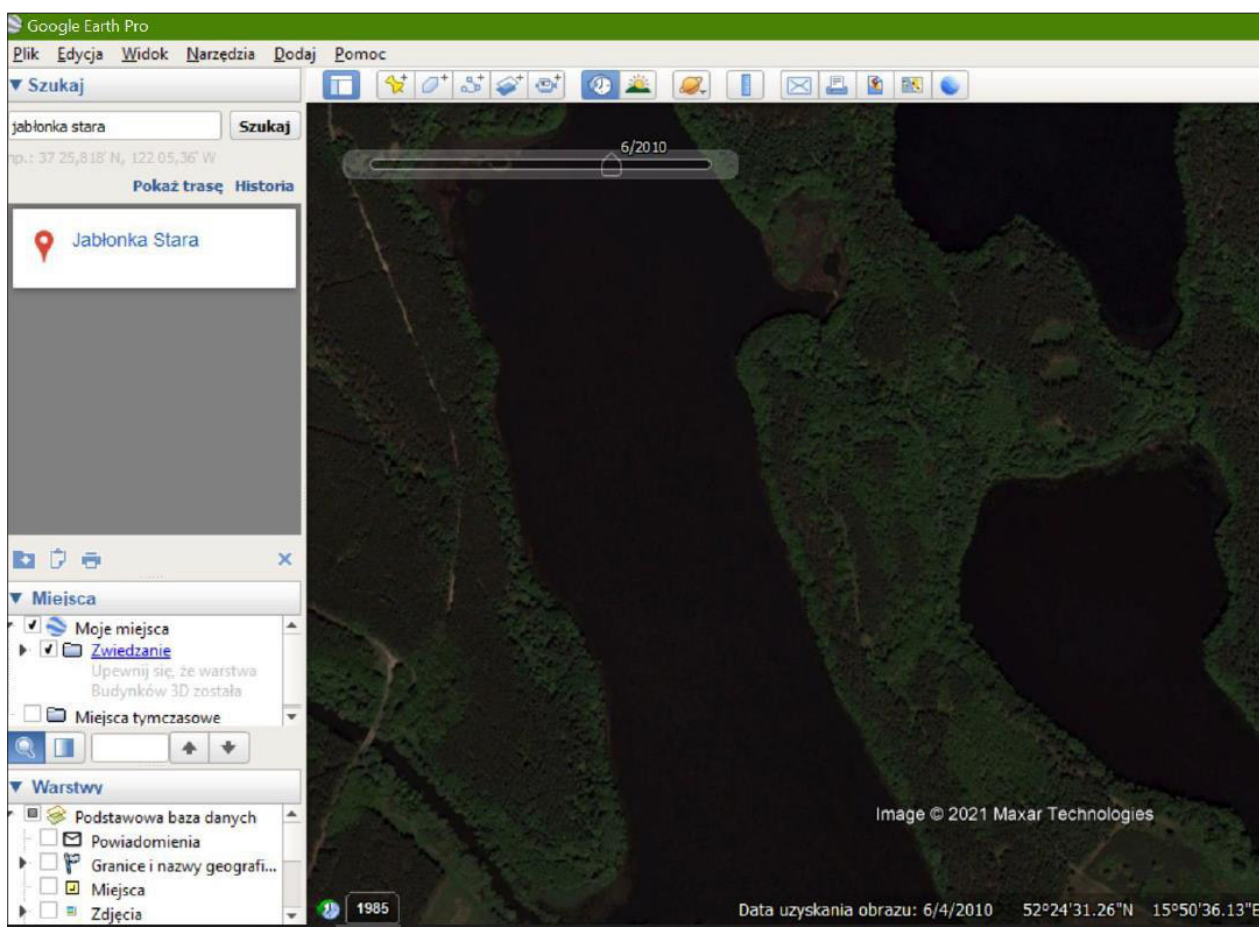 Google Earth Pro
Plik Edycja Widok Narzędzia Dodaj Pomoc
Szukaj
jabłonka stara Szukaj
np.: 37 25,818' N, 122 05,36' W
Pokaż trasę Historia
Jabłonka Stara
6/2010
Miejsca
Moje miejsca
Zwiedzanie
Upewnij się, że warstwa
Budynków 3D została
Miejsca tymczasowe
Warstwy
Podstawowa baza danych
Powiadomienia
Granice i nazwy geografi...
Miejsca
Zdjęcia
Image © 2021 Maxar Technologies
1985
Data uzyskania obrazu: 6/4/2010 52°24'31.26"N 15°50'36.13"E